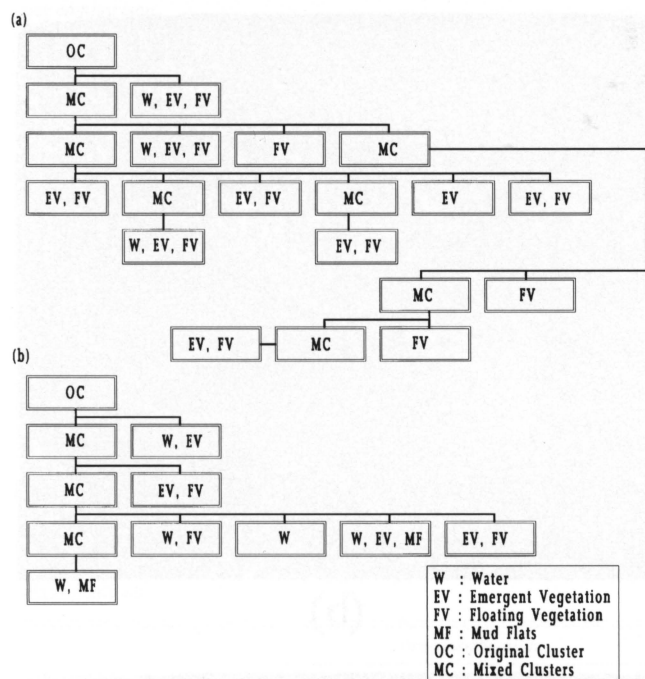 (a)
OC
MC W, EV, FV
MC W, EV, FV FV MC
EV, FV MC EV, FV MC EV EV, FV
W, EV, FV EV, FV
MC FV
EV, FV MC FV
(b)
OC
MC W, EV
MC EV, FV
MC W, FV W W, EV, MF EV, FV
W, MF
W : Water
EV : Emergent Vegetation
FV : Floating Vegetation
MF : Mud Flats
OC : Original Cluster
MC : Mixed Clusters